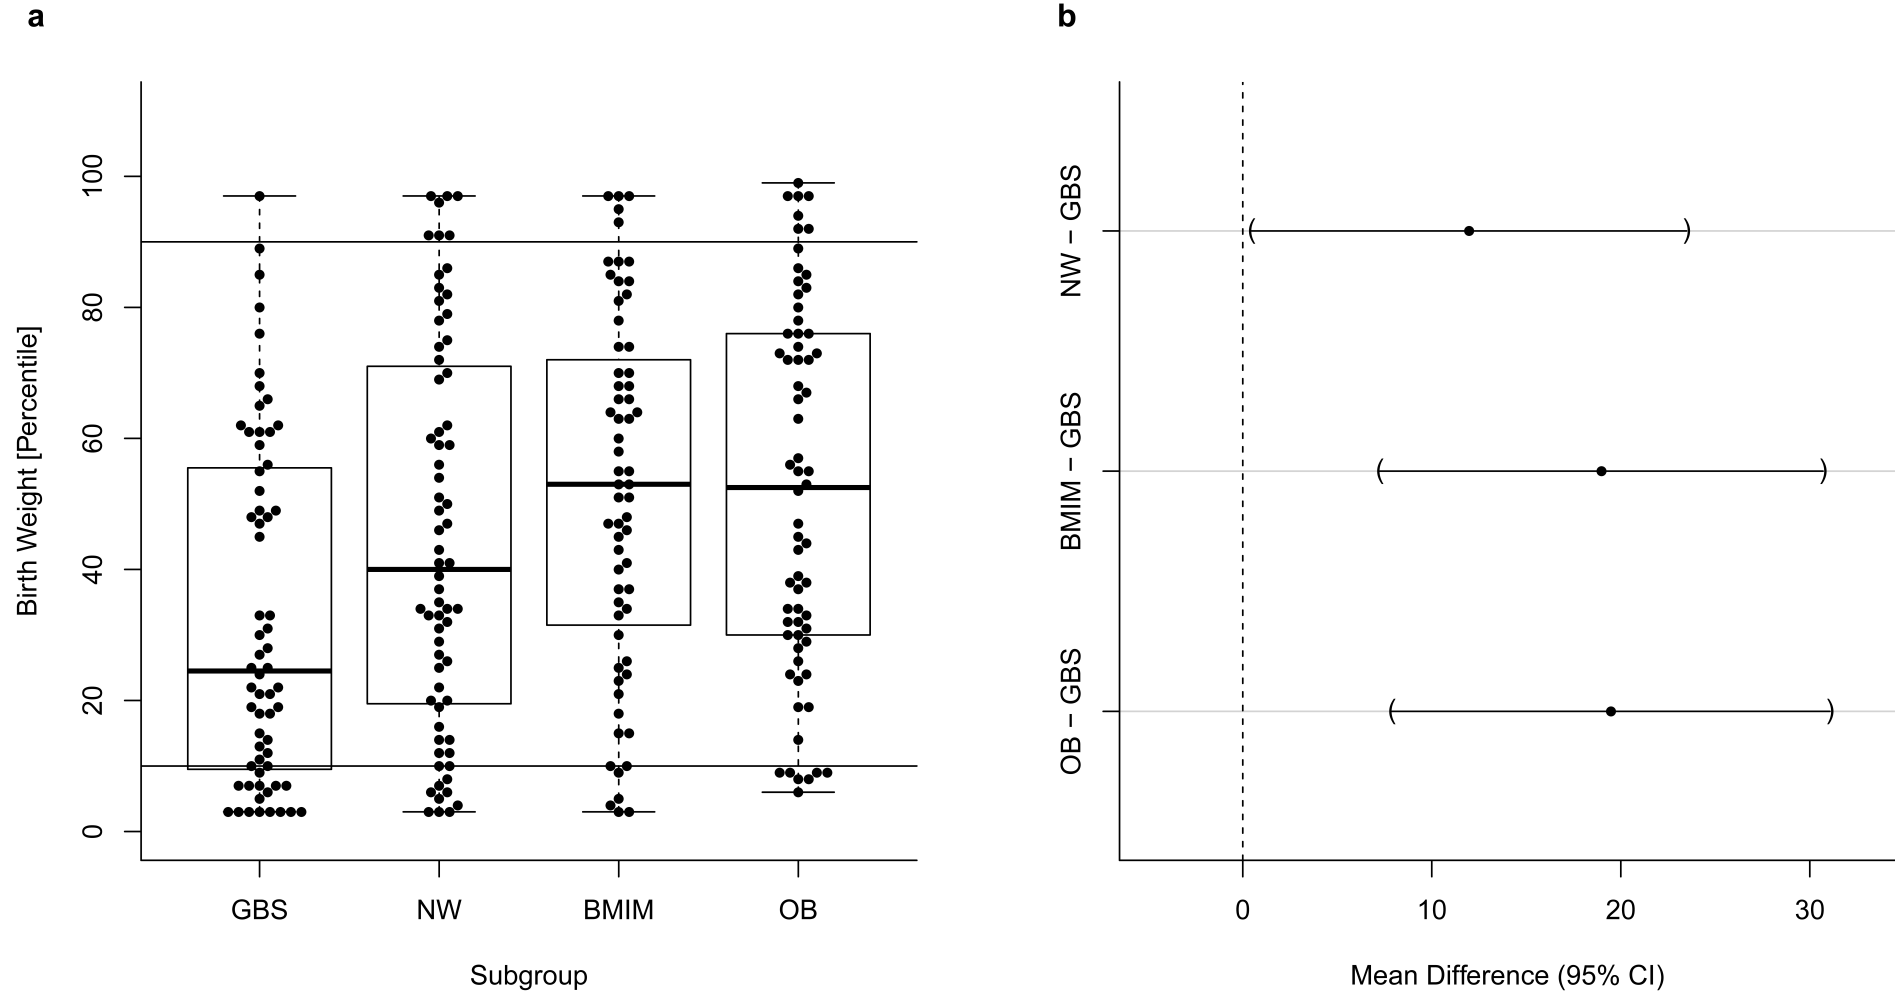 a
Birth Weight [Percentile]
100
80
60
40
20
0
GBS NW BMIM OB
Subgroup
b
NW – GBS
BMIM – GBS
OB – GBS
0 10 20 30
Mean Difference (95% CI)